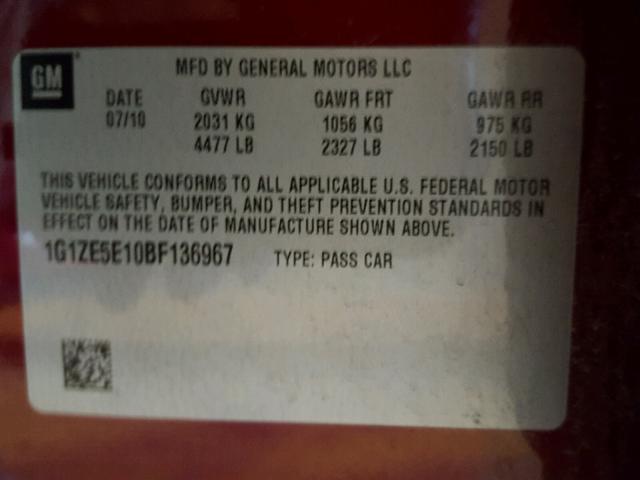 GM
MFD BY GENERAL MOTORS LLC
DATE GVWR GAWR FRT GAWR RR
07/10 2031 KG 1056 KG 975 KG
4477 LB 2327 LB 2150 LB
THIS VEHICLE CONFORMS TO ALL APPLICABLE U.S. FEDERAL MOTOR
VEHICLE SAFETY, BUMPER, AND THEFT PREVENTION STANDARDS IN
EFFECT ON THE DATE OF MANUFACTURE SHOWN ABOVE.
1G1ZE5E10BF136967 TYPE: PASS CAR